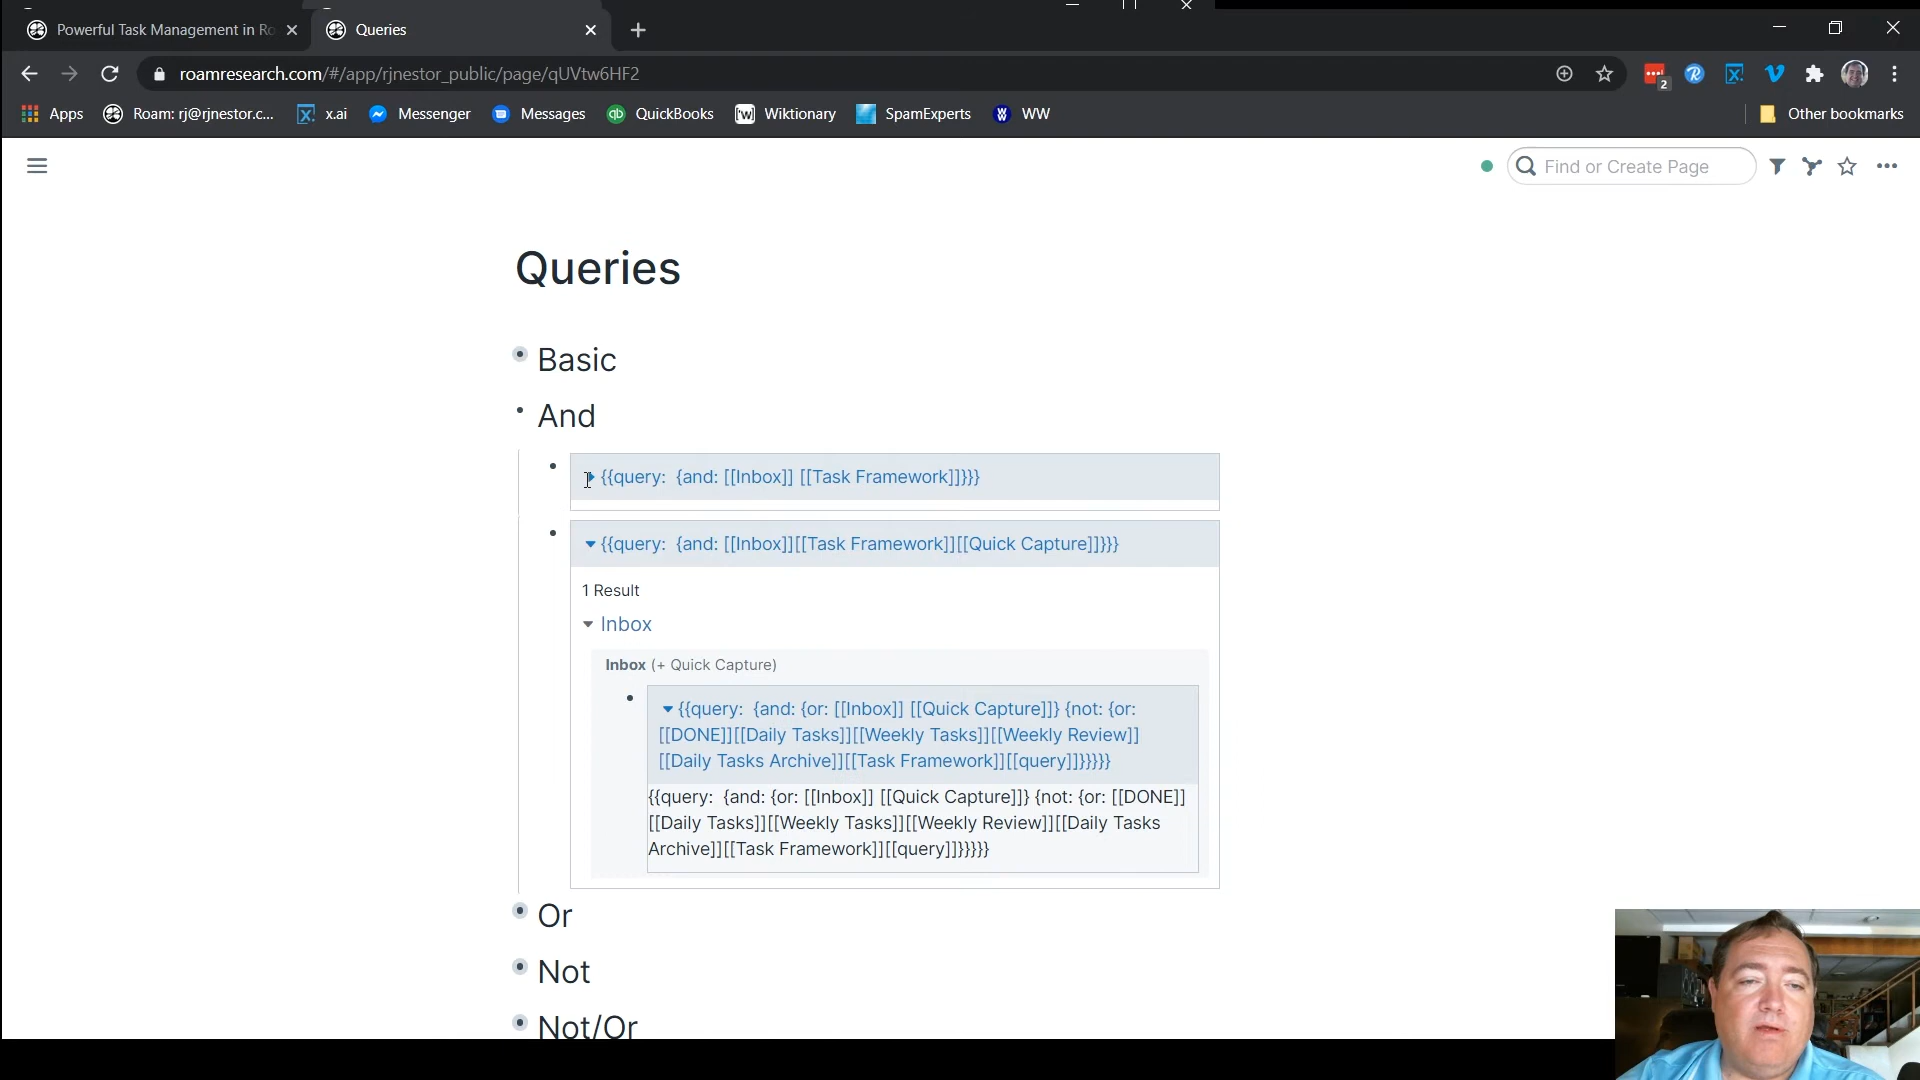 Powerful Task Management in Ro
Queries
roamresearch.com/#/app/rjnestor_public/page/qUVtw6HF2
2
Apps
Roam: rj@rjnestor.c...
x.ai
Messenger
Messages
QuickBooks
Wiktionary
SpamExperts
WW
Other bookmarks
Find or Create Page
Queries
Basic
And
{{query: {and: [[Inbox]] [[Task Framework]]}}}
{{query: {and: [[Inbox]][[Task Framework]][[Quick Capture]]}}}
1 Result
Inbox
Inbox (+ Quick Capture)
{{query: {and: {or: [[Inbox]] [[Quick Capture]]} {not: {or:
[[DONE]][[Daily Tasks]][[Weekly Tasks]][[Weekly Review]]
[[Daily Tasks Archive]][[Task Framework]][[query]]}}}}}
{{query: {and: {or: [[Inbox]] [[Quick Capture]]} {not: {or: [[DONE]]
[[Daily Tasks]][[Weekly Tasks]][[Weekly Review]][[Daily Tasks
Archive]][[Task Framework]][[query]]}}}}}
Or
Not
Not/Or